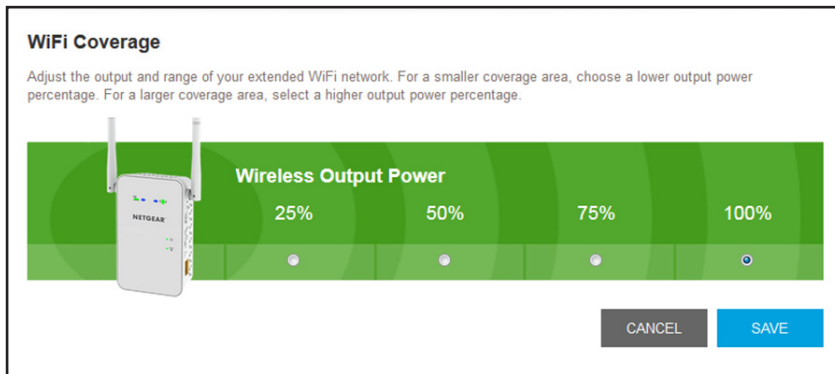 WiFi Coverage
Adjust the output and range of your extended WiFi network. For a smaller coverage area, choose a lower output power
percentage. For a larger coverage area, select a higher output power percentage.
Wireless Output Power
25% 50% 75% 100%
NETGEAR
CANCEL SAVE